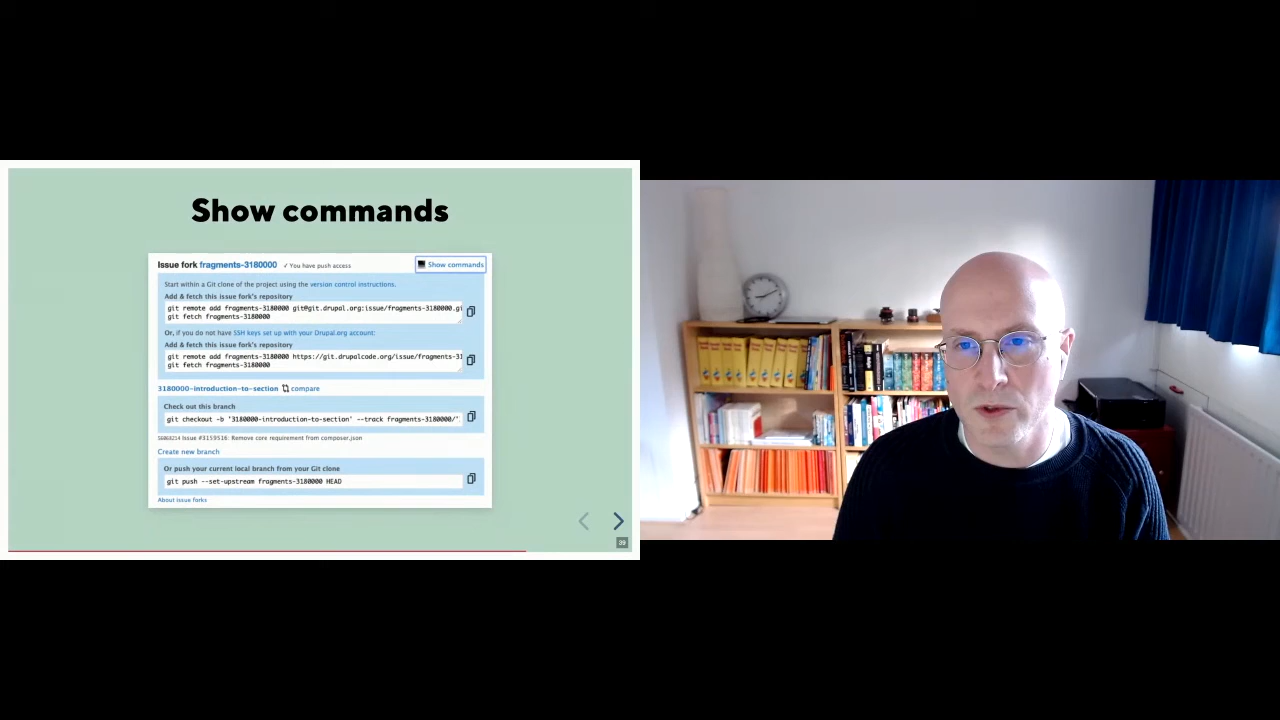 Show commands
Issue fork fragments-3180000 ✓ You have push access Show commands
Start within a Git clone of the project using the version control instructions.
Add & fetch this issue fork's repository
git remote add fragments-3180000 git@git.drupal.org:issue/fragments-3180000.gi
git fetch fragments-3180000
Or, if you do not have SSH keys set up with your Drupal.org account:
Add & fetch this issue fork's repository
git remote add fragments-3180000 https://git.drupalcode.org/issue/fragments-31
git fetch fragments-3180000
3180000-introduction-to-section compare
Check out this branch
git checkout -b '3180000-introduction-to-section' --track fragments-3180000/'
Issue #3159516: Remove core requirement from composer.json
Create new branch
Or push your current local branch from your Git clone
git push --set-upstream fragments-3180000 HEAD
About issue forks
39